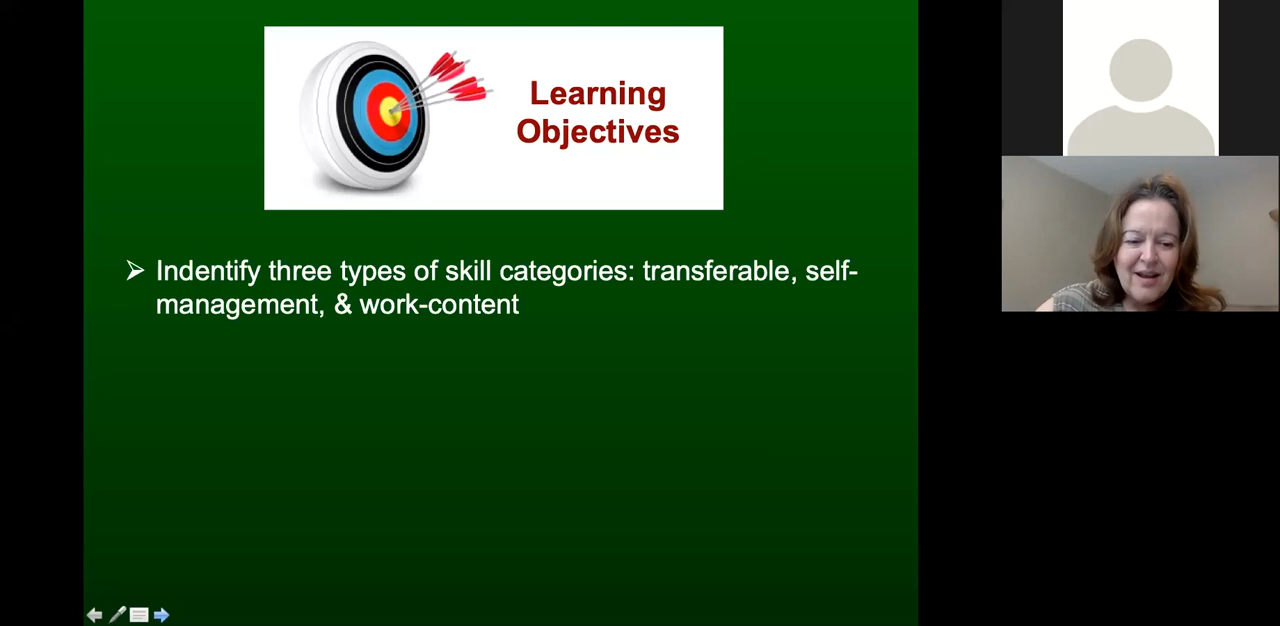 Learning
Objectives
➢ Indentify three types of skill categories: transferable, self-
management, & work-content